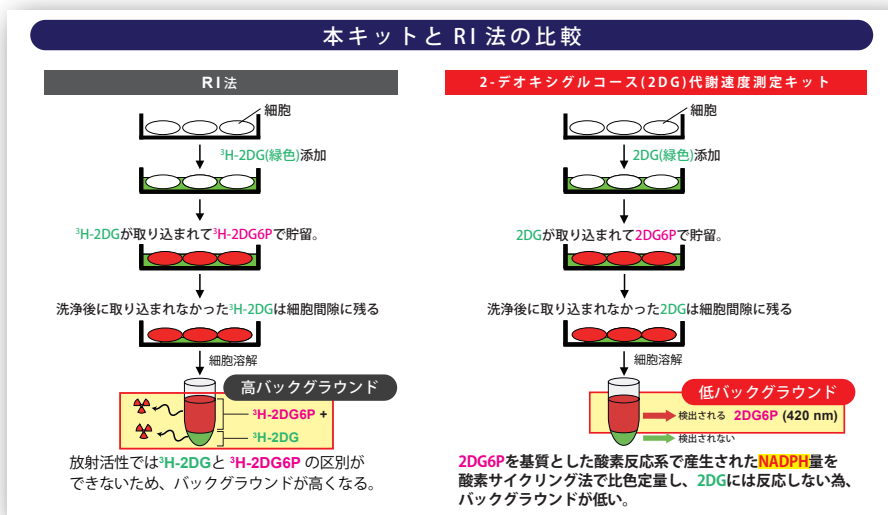 本キットと RI 法の比較
RI法
細胞
³H-2DG(緑色)添加
³H-2DGが取り込まれて³H-2DG6Pで貯留。
洗浄後に取り込まれなかった³H-2DGは細胞間隙に残る
細胞溶解
高バックグラウンド
³H-2DG6P +
³H-2DG
放射活性では³H-2DGと ³H-2DG6P の区別が
できないため、バックグラウンドが高くなる。
2-デオキシグルコース(2DG)代謝速度測定キット
細胞
2DG(緑色)添加
2DGが取り込まれて2DG6Pで貯留。
洗浄後に取り込まれなかった2DGは細胞間隙に残る
細胞溶解
低バックグラウンド
検出される 2DG6P (420 nm)
検出されない
2DG6Pを基質とした酸素反応系で産生されたNADPH量を
酸素サイクリング法で比色定量し、2DGには反応しない為、
バックグラウンドが低い。